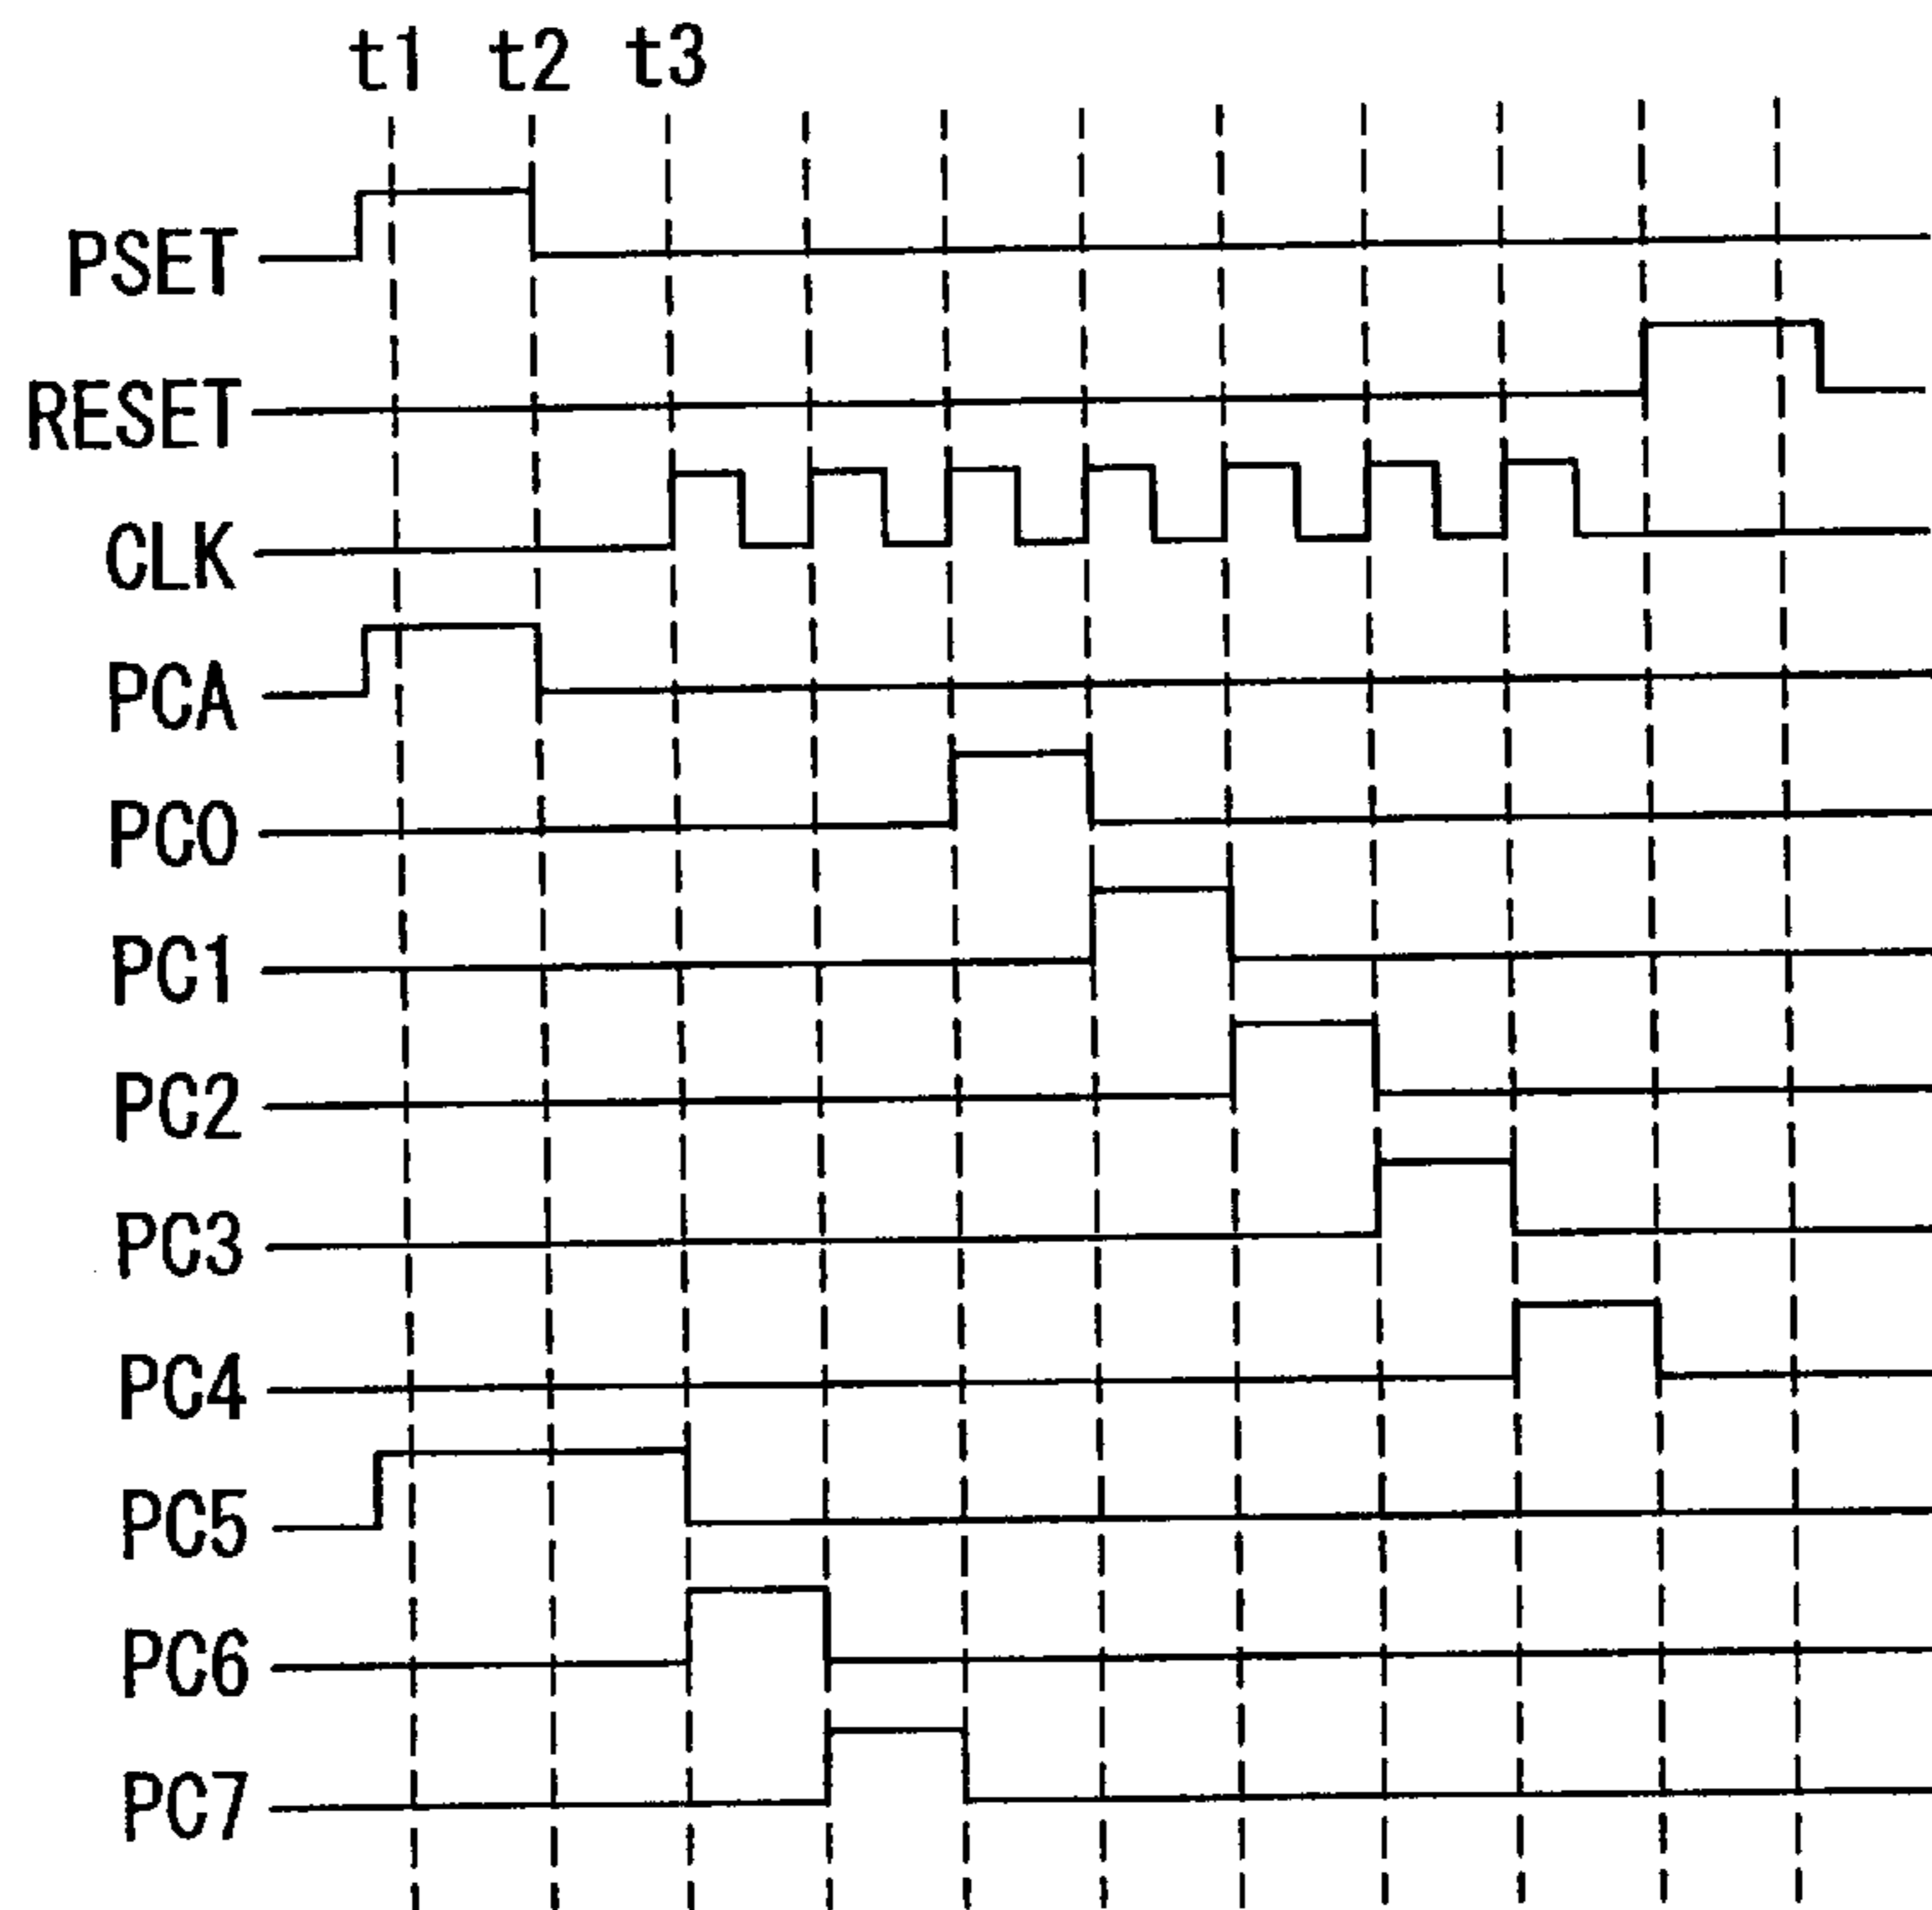 t1 t2 t3
PSET
RESET
CLK
PCA
PC0
PC1
PC2
PC3
PC4
PC5
PC6
PC7